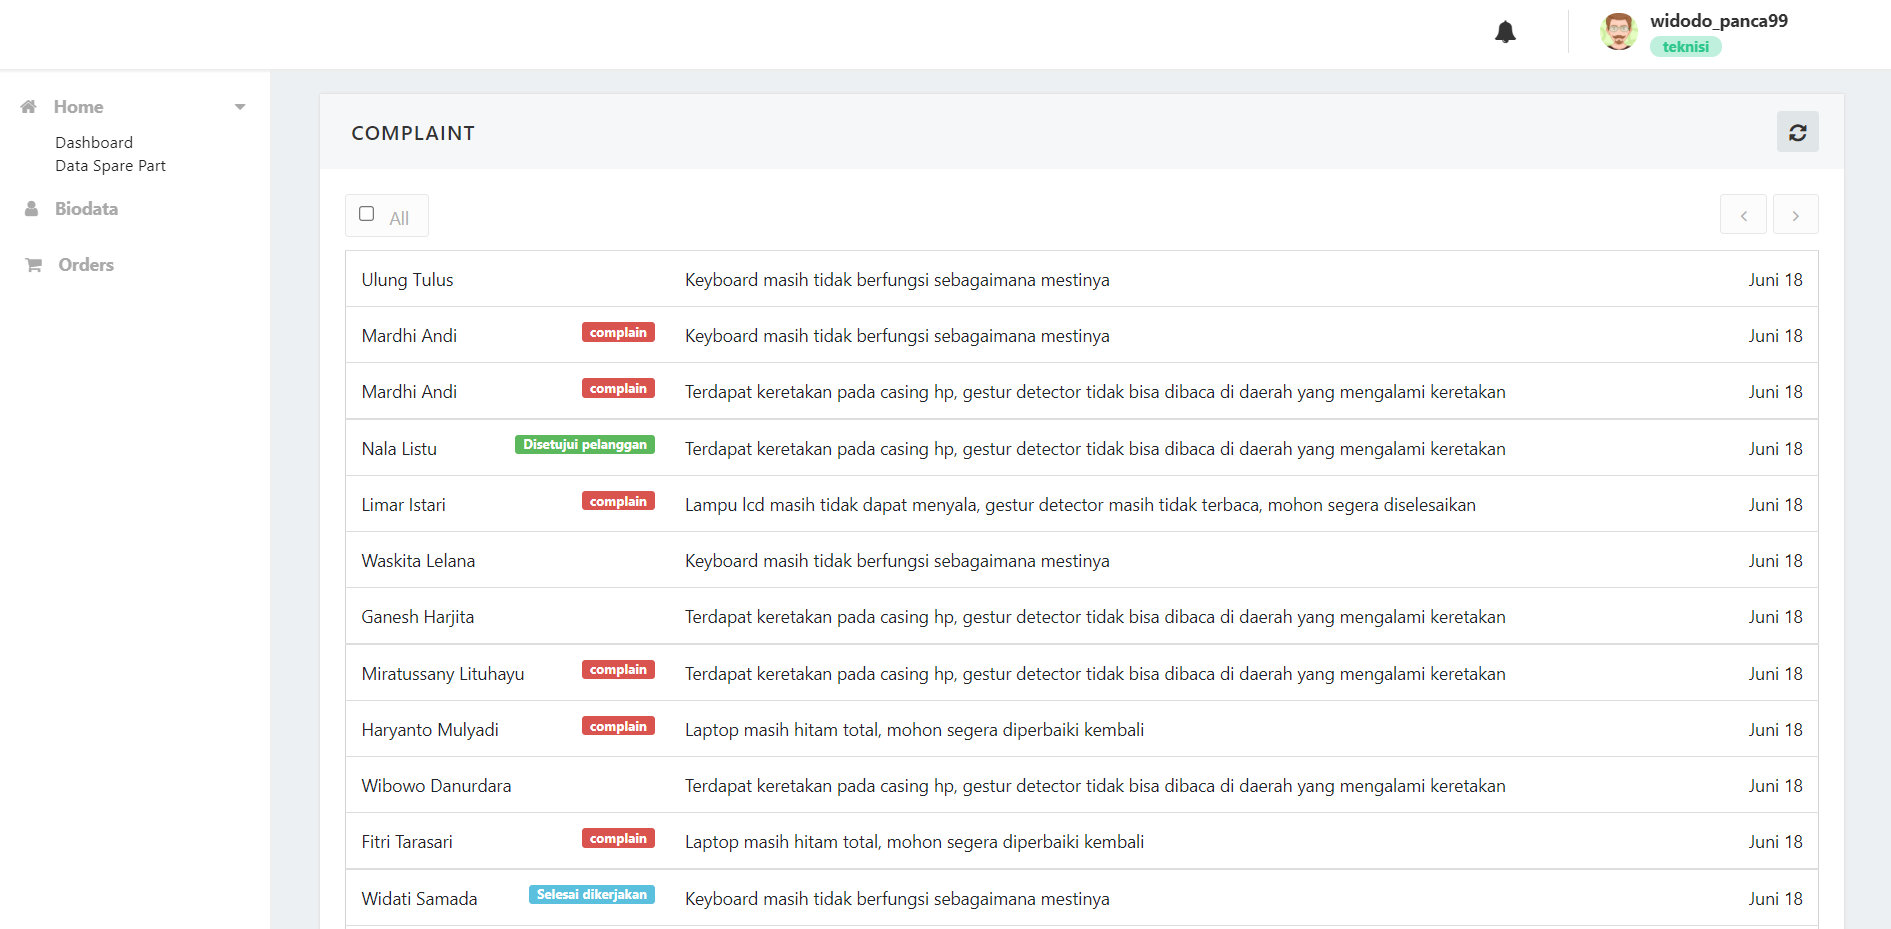 widodo_panca99
teknisi
Home
Dashboard
Data Spare Part
Biodata
Orders
COMPLAINT
All
Ulung Tulus Keyboard masih tidak berfungsi sebagaimana mestinya Juni 18
Mardhi Andi complain Keyboard masih tidak berfungsi sebagaimana mestinya Juni 18
Mardhi Andi complain Terdapat keretakan pada casing hp, gestur detector tidak bisa dibaca di daerah yang mengalami keretakan Juni 18
Nala Listu Disetujui pelanggan Terdapat keretakan pada casing hp, gestur detector tidak bisa dibaca di daerah yang mengalami keretakan Juni 18
Limar Istari complain Lampu lcd masih tidak dapat menyala, gestur detector masih tidak terbaca, mohon segera diselesaikan Juni 18
Waskita Lelana Keyboard masih tidak berfungsi sebagaimana mestinya Juni 18
Ganesh Harjita Terdapat keretakan pada casing hp, gestur detector tidak bisa dibaca di daerah yang mengalami keretakan Juni 18
Miratussany Lituhayu complain Terdapat keretakan pada casing hp, gestur detector tidak bisa dibaca di daerah yang mengalami keretakan Juni 18
Haryanto Mulyadi complain Laptop masih hitam total, mohon segera diperbaiki kembali Juni 18
Wibowo Danurdara Terdapat keretakan pada casing hp, gestur detector tidak bisa dibaca di daerah yang mengalami keretakan Juni 18
Fitri Tarasari complain Laptop masih hitam total, mohon segera diperbaiki kembali Juni 18
Widati Samada Selesai dikerjakan Keyboard masih tidak berfungsi sebagaimana mestinya Juni 18